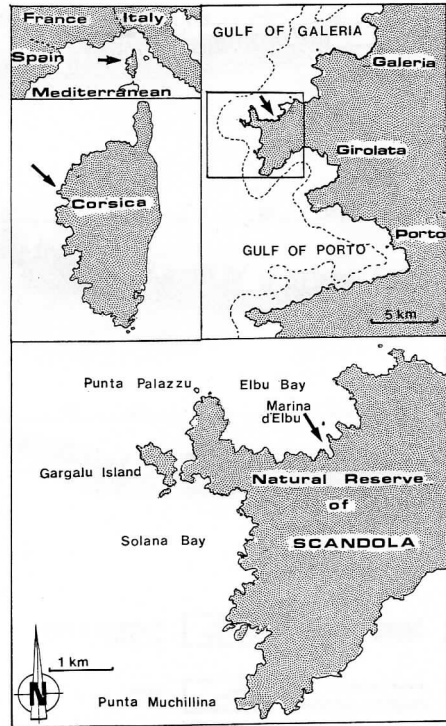 France
Italy
Spain
Mediterranean
Corsica
GULF OF GALERIA
Galeria
Girolata
Porto
GULF OF PORTO
5 km
Punta Palazzu
Elbu Bay
Marina
d'Elbu
Gargalu Island
Natural Reserve
of
SCANDOLA
Solana Bay
1 km
N
Punta Muchillina